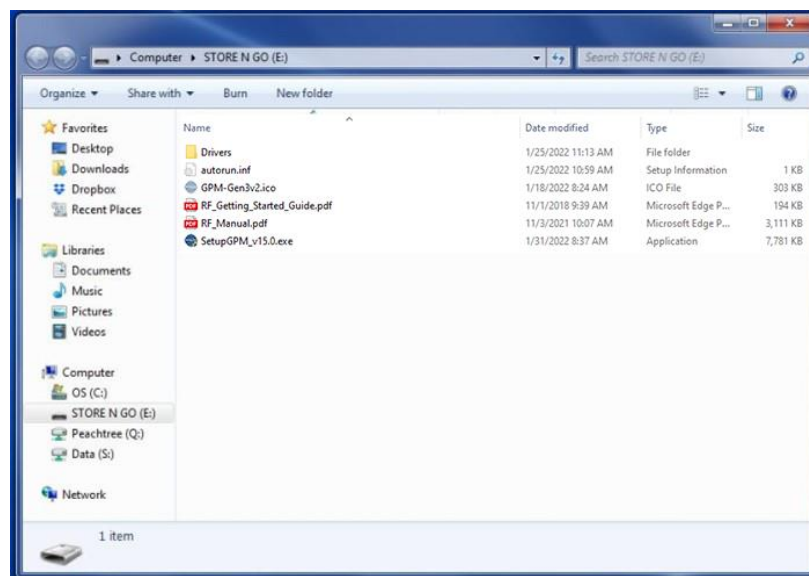 Computer ▸ STORE N GO (E:)
Search STORE N GO (E:)
Organize
Share with
Burn
New folder
Favorites
Desktop
Downloads
Dropbox
Recent Places
Libraries
Documents
Music
Pictures
Videos
Computer
OS (C:)
STORE N GO (E:)
Peachtree (Q:)
Data (S:)
Network
Name Date modified Type Size
Drivers 1/25/2022 11:13 AM File folder
autorun.inf 1/25/2022 10:59 AM Setup Information 1 KB
GPM-Gen3v2.ico 1/18/2022 8:24 AM ICO File 303 KB
RF_Getting_Started_Guide.pdf 11/1/2018 9:39 AM Microsoft Edge P... 194 KB
RF_Manual.pdf 11/3/2021 10:07 AM Microsoft Edge P... 3,111 KB
SetupGPM_v15.0.exe 1/31/2022 8:37 AM Application 7,781 KB
1 item